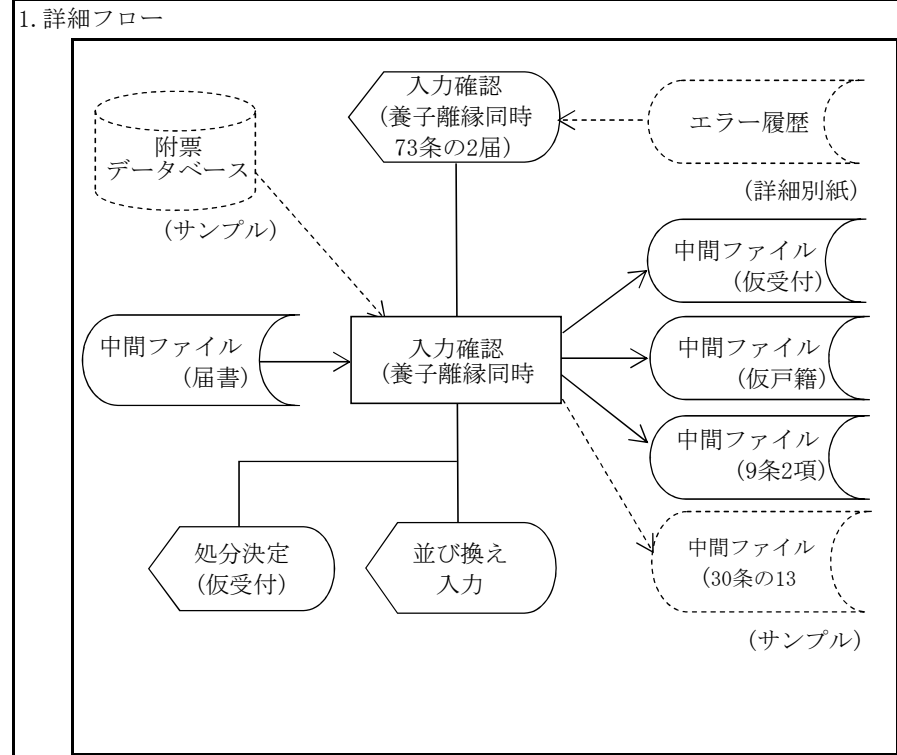 1.詳細フロー
入力確認
(養子離縁同時
73条の2届)
エラー履歴
(詳細別紙)
附票
データベース
(サンプル)
中間ファイル
(仮受付)
中間ファイル
(届書)
入力確認
(養子離縁同時
中間ファイル
(仮戸籍)
中間ファイル
(9条2項)
処分決定
(仮受付)
並び換え
入力
中間ファイル
(30条の13
(サンプル)